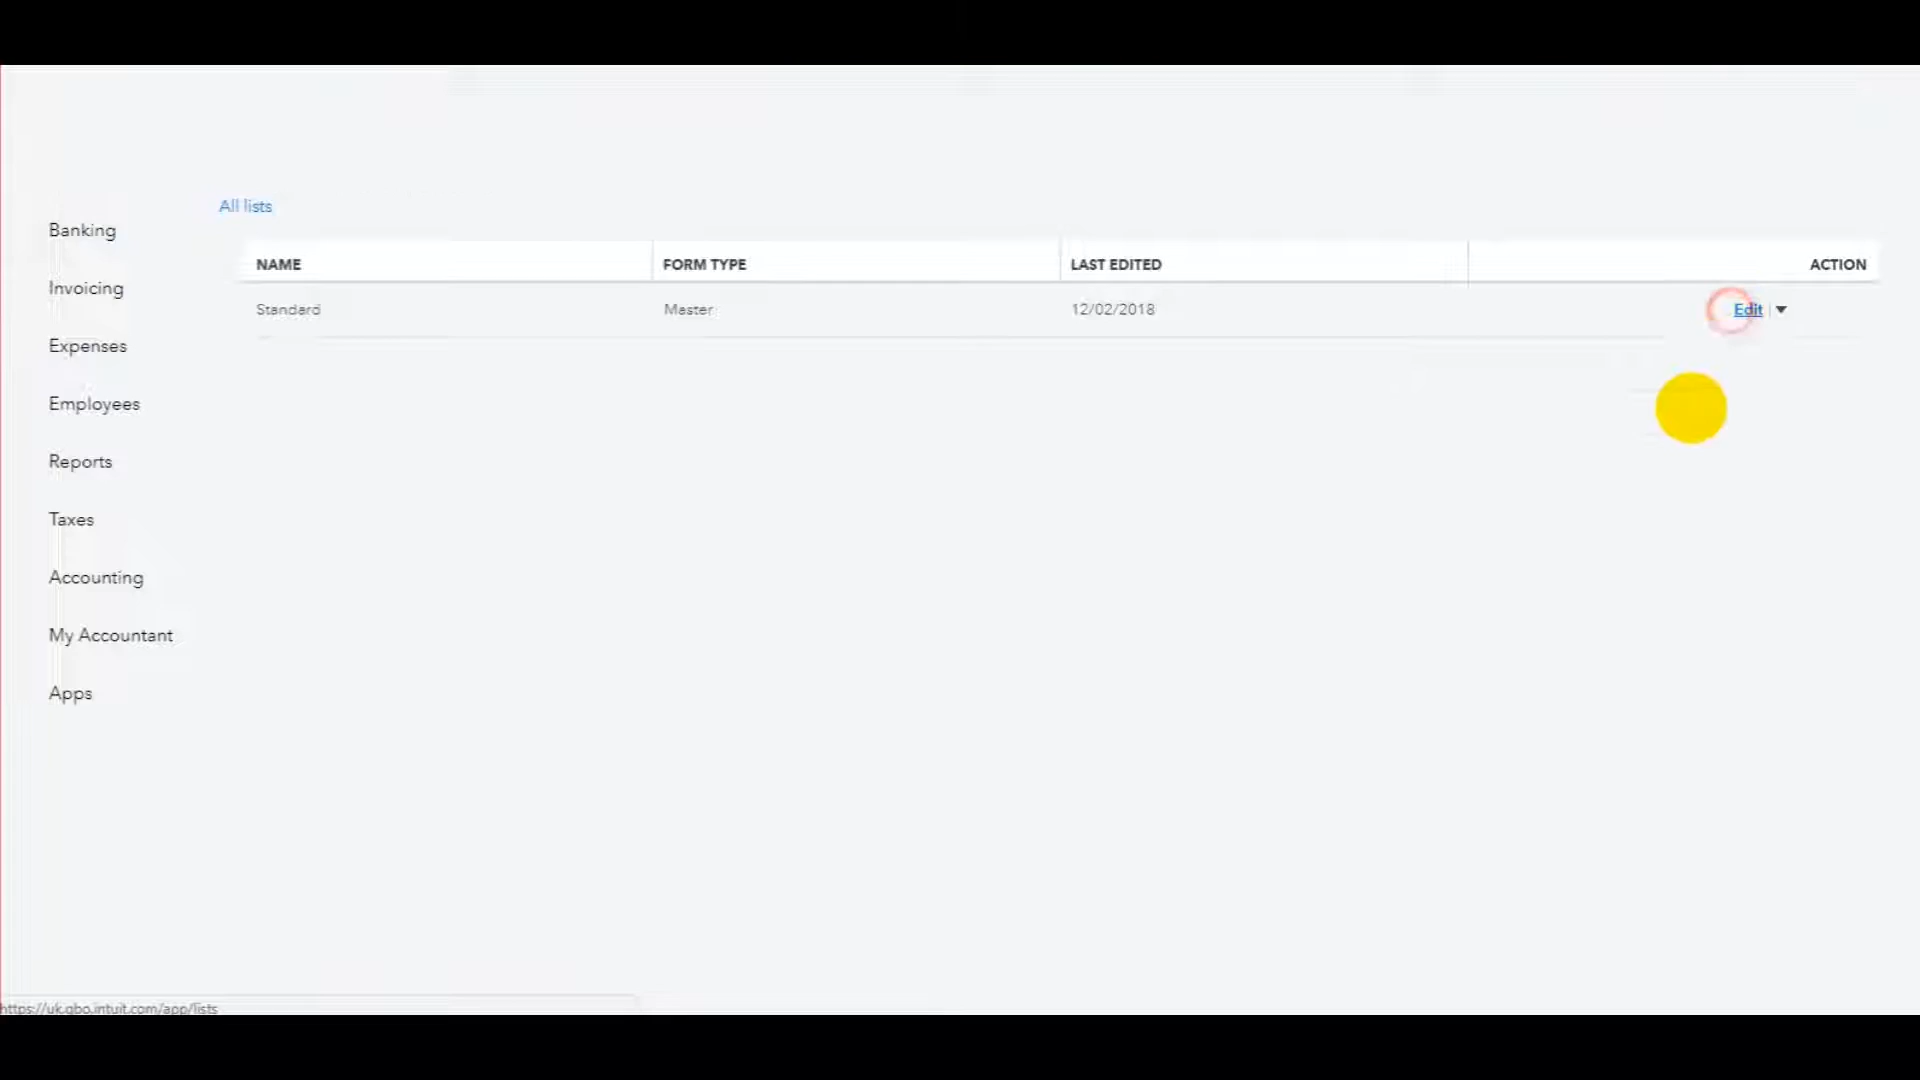 All lists
Banking
Invoicing
Expenses
Employees
Reports
Taxes
Accounting
My Accountant
Apps
NAME FORM TYPE LAST EDITED ACTION
Standard Master 12/02/2018 Edit
https://uk.qbo.intuit.com/app/lists